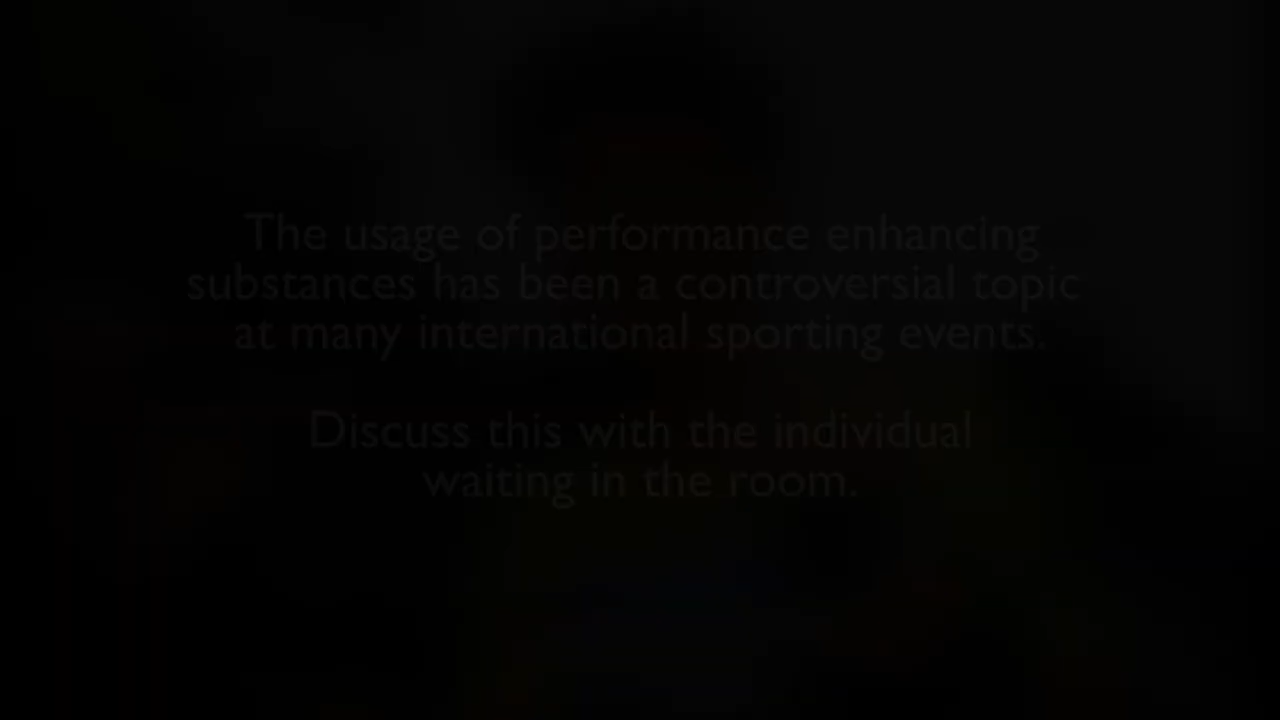 The usage of performance enhancing
substances has been a controversial topic
at many international sporting events.
Discuss this with the individual
waiting in the room.